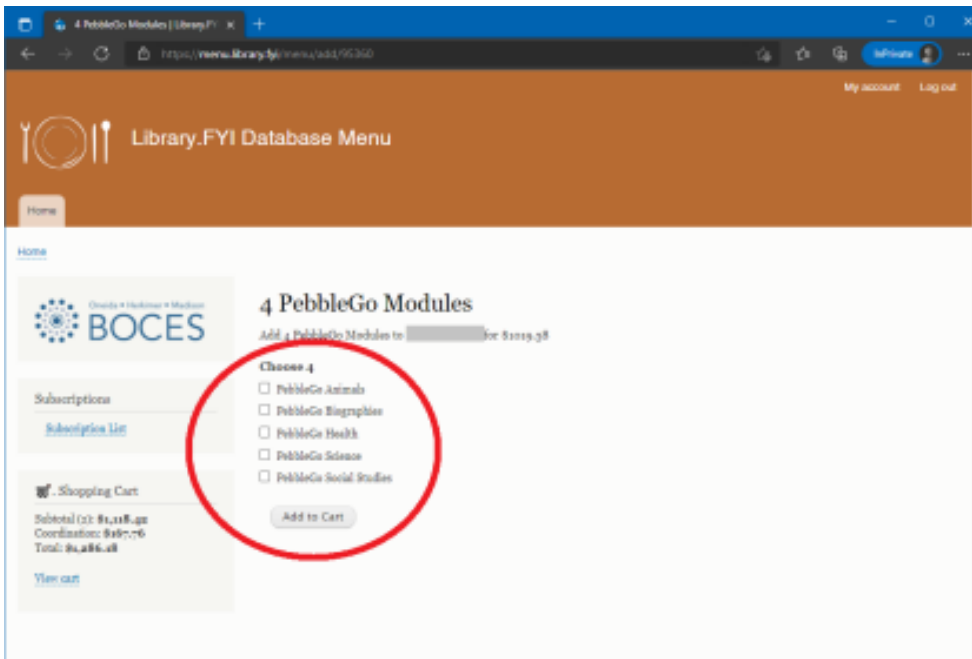 4 PebbleGo Modules | Library.FYI
https://menu.library.fyi/menu/add/95360
InPrivate
My account Log out
Library.FYI Database Menu
Home
Home
Oneida • Herkimer • Madison
BOCES
Subscriptions
Subscription List
Shopping Cart
Subtotal (2): $1,118.42
Coordination: $167.76
Total: $1,286.18
View cart
4 PebbleGo Modules
Add 4 PebbleGo Modules to for $1019.38
Choose 4
PebbleGo Animals
PebbleGo Biographies
PebbleGo Health
PebbleGo Science
PebbleGo Social Studies
Add to Cart